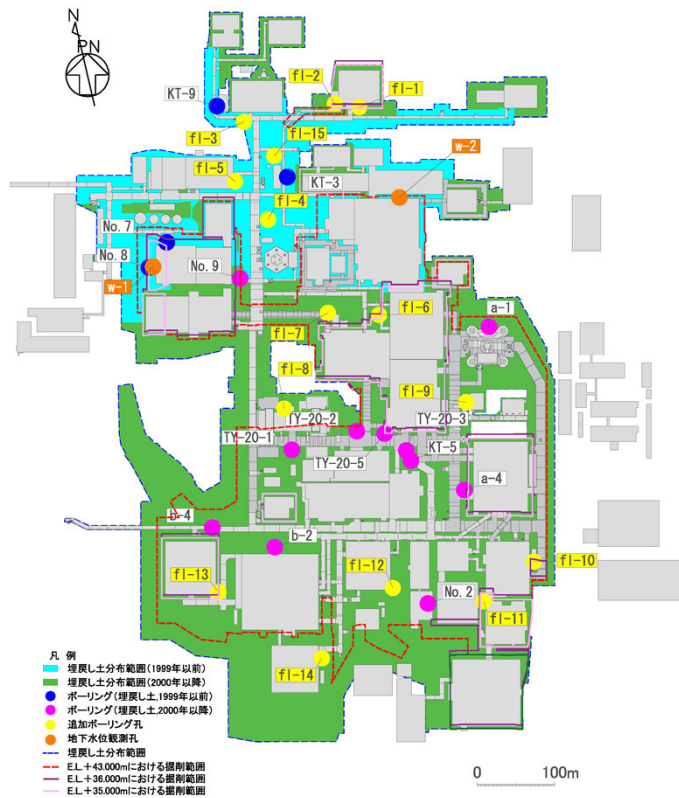 N
PN
fl-2
fl-1
KT-9
fl-3
fl-15
fl-5
w-2
KT-3
fl-4
No.7
No.8
No.9
w-1
fl-6
a-1
fl-7
fl-8
fl-9
TY-20-2
TY-20-3
TY-20-1
TY-20-5
KT-5
a-4
b-4
b-2
fl-12
fl-10
fl-13
No.2
fl-11
fl-14
凡 例
埋戻し土分布範囲(1999年以前)
埋戻し土分布範囲(2000年以降)
ボーリング(埋戻し土,1999年以前)
ボーリング(埋戻し土,2000年以降)
追加ボーリング孔
地下水位観測孔
埋戻し土分布範囲
E.L.+43.000mにおける掘削範囲
E.L.+36.000mにおける掘削範囲
E.L.+35.000mにおける掘削範囲
0 100m